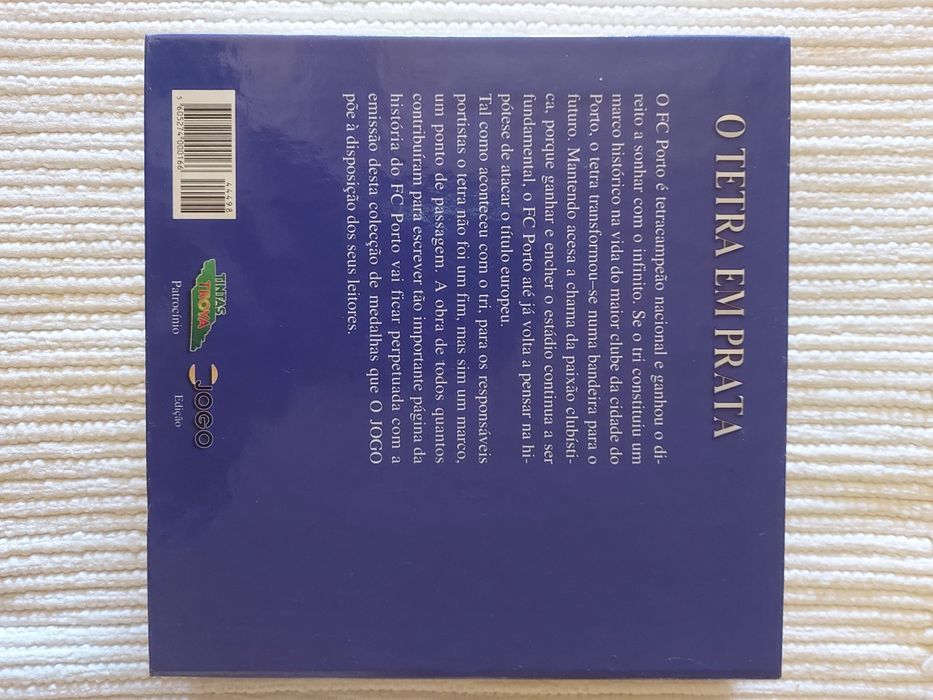 O TETRA EM PRATA
O FC Porto é tetracampeão nacional e ganhou o di-
reito a sonhar com o infinito. Se o tri constituiu um
marco histórico na vida do maior clube da cidade do
Porto, o tetra transformou-se numa bandeira para o
futuro. Mantendo acesa a chama da paixão clubísti-
ca, porque ganhar e encher o estádio continua a ser
fundamental, o FC Porto até já volta a pensar na hi-
pótese de atacar o título europeu.
Tal como aconteceu com o tri, para os responsáveis
portistas o tetra não foi um fim, mas sim um marco,
um ponto de passagem. A obra de todos quantos
contribuíram para escrever tão importante página da
história do FC Porto vai ficar perpetuada com a
emissão desta colecção de medalhas que O JOGO
põe à disposição dos seus leitores.
44498
5 605274 000166
TINTAS
TROVA
Patrocínio
OJOGO
Edição